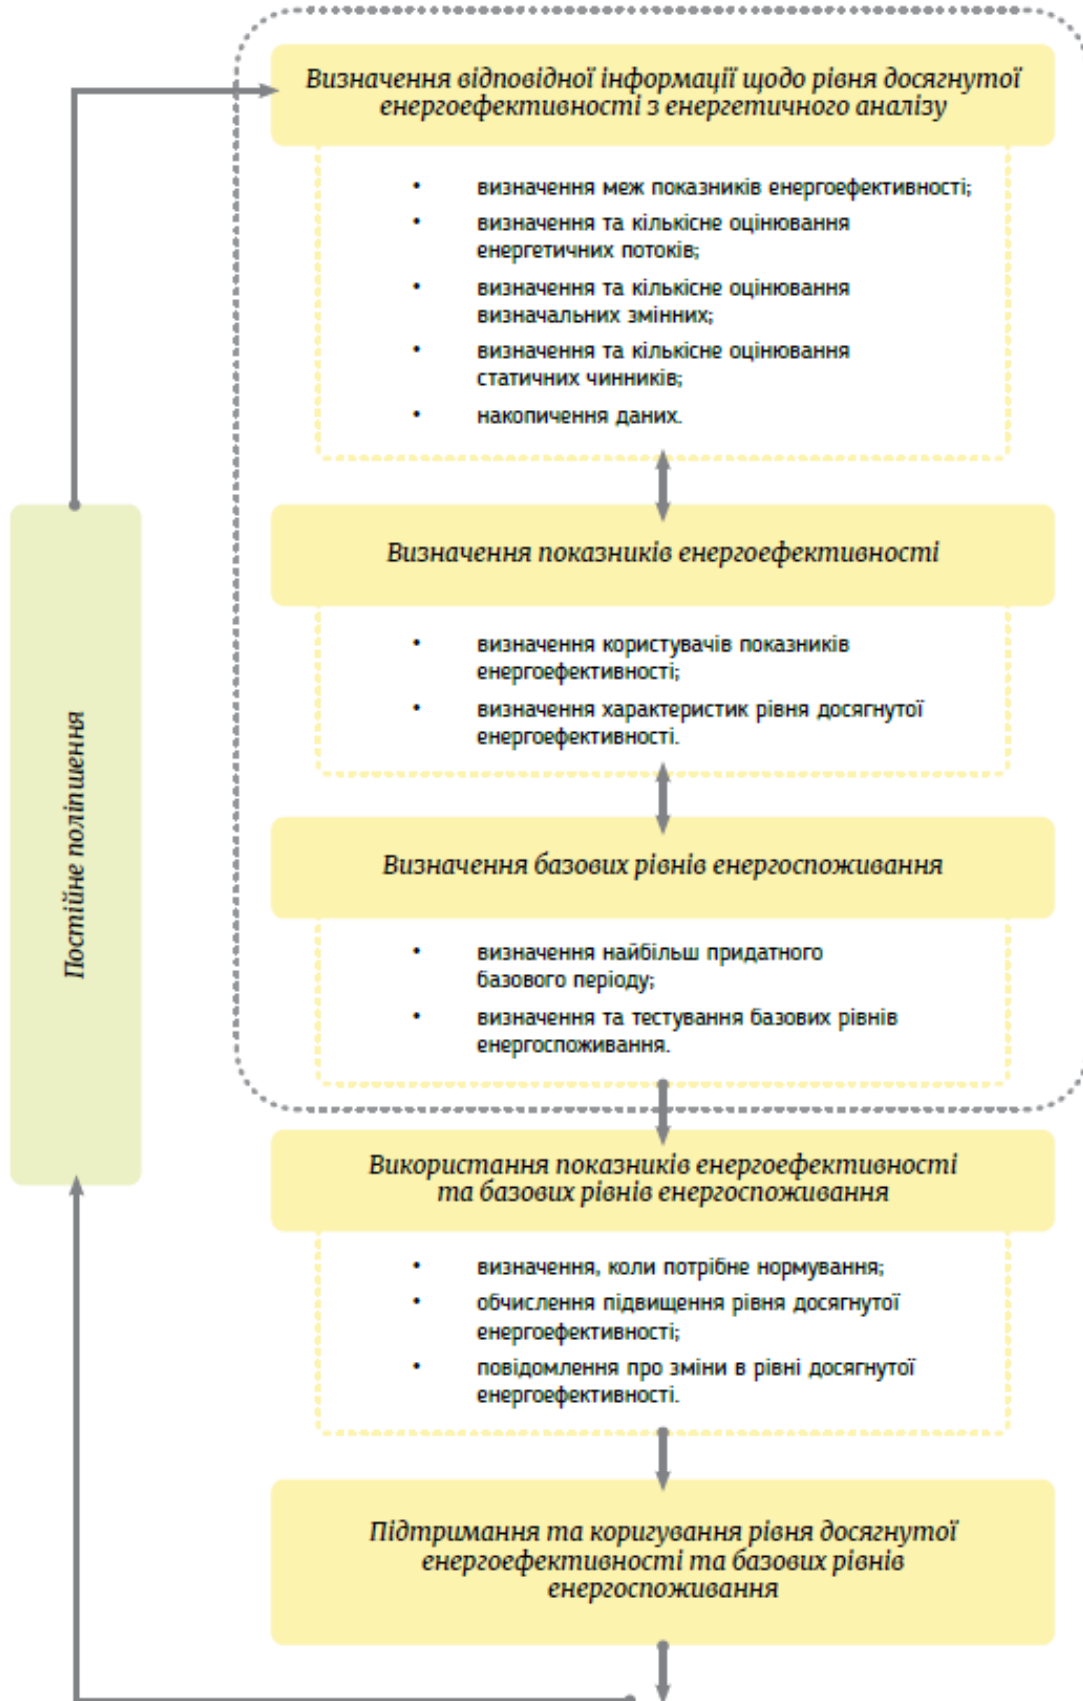 Визначення відповідної інформації щодо рівня досягнутої
енергоефективності з енергетичного аналізу
• визначення меж показників енергоефективності;
• визначення та кількісне оцінювання
енергетичних потоків;
• визначення та кількісне оцінювання
визначальних змінних;
• визначення та кількісне оцінювання
статичних чинників;
• накопичення даних.
Визначення показників енергоефективності
• визначення користувачів показників
енергоефективності;
• визначення характеристик рівня досягнутої
енергоефективності.
Постійне поліпшення
Визначення базових рівнів енергоспоживання
• визначення найбільш придатного
базового періоду;
• визначення та тестування базових рівнів
енергоспоживання.
Використання показників енергоефективності
та базових рівнів енергоспоживання
• визначення, коли потрібне нормування;
• обчислення підвищення рівня досягнутої
енергоефективності;
• повідомлення про зміни в рівні досягнутої
енергоефективності.
Підтримання та коригування рівня досягнутої
енергоефективності та базових рівнів
енергоспоживання